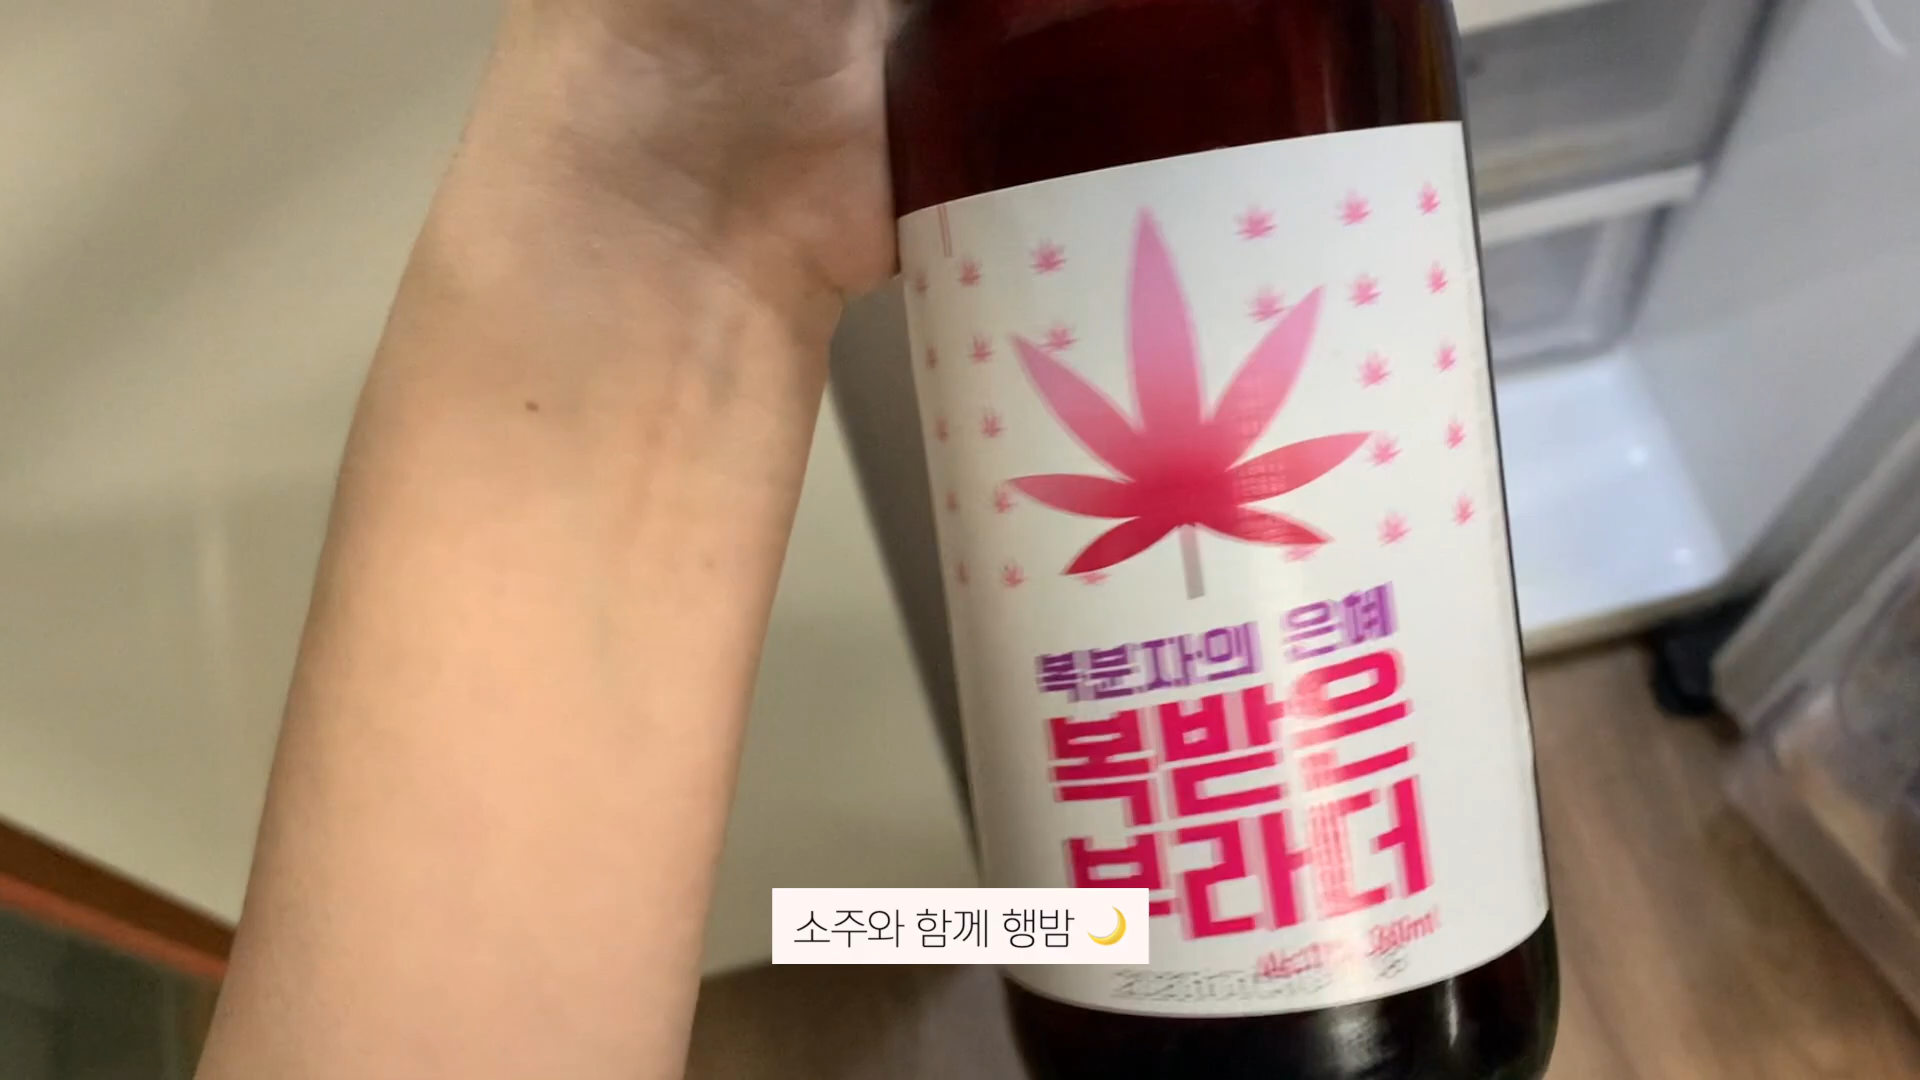 복분자의 은혜
복받은
부라더
소주와 함께 행밤 🌙